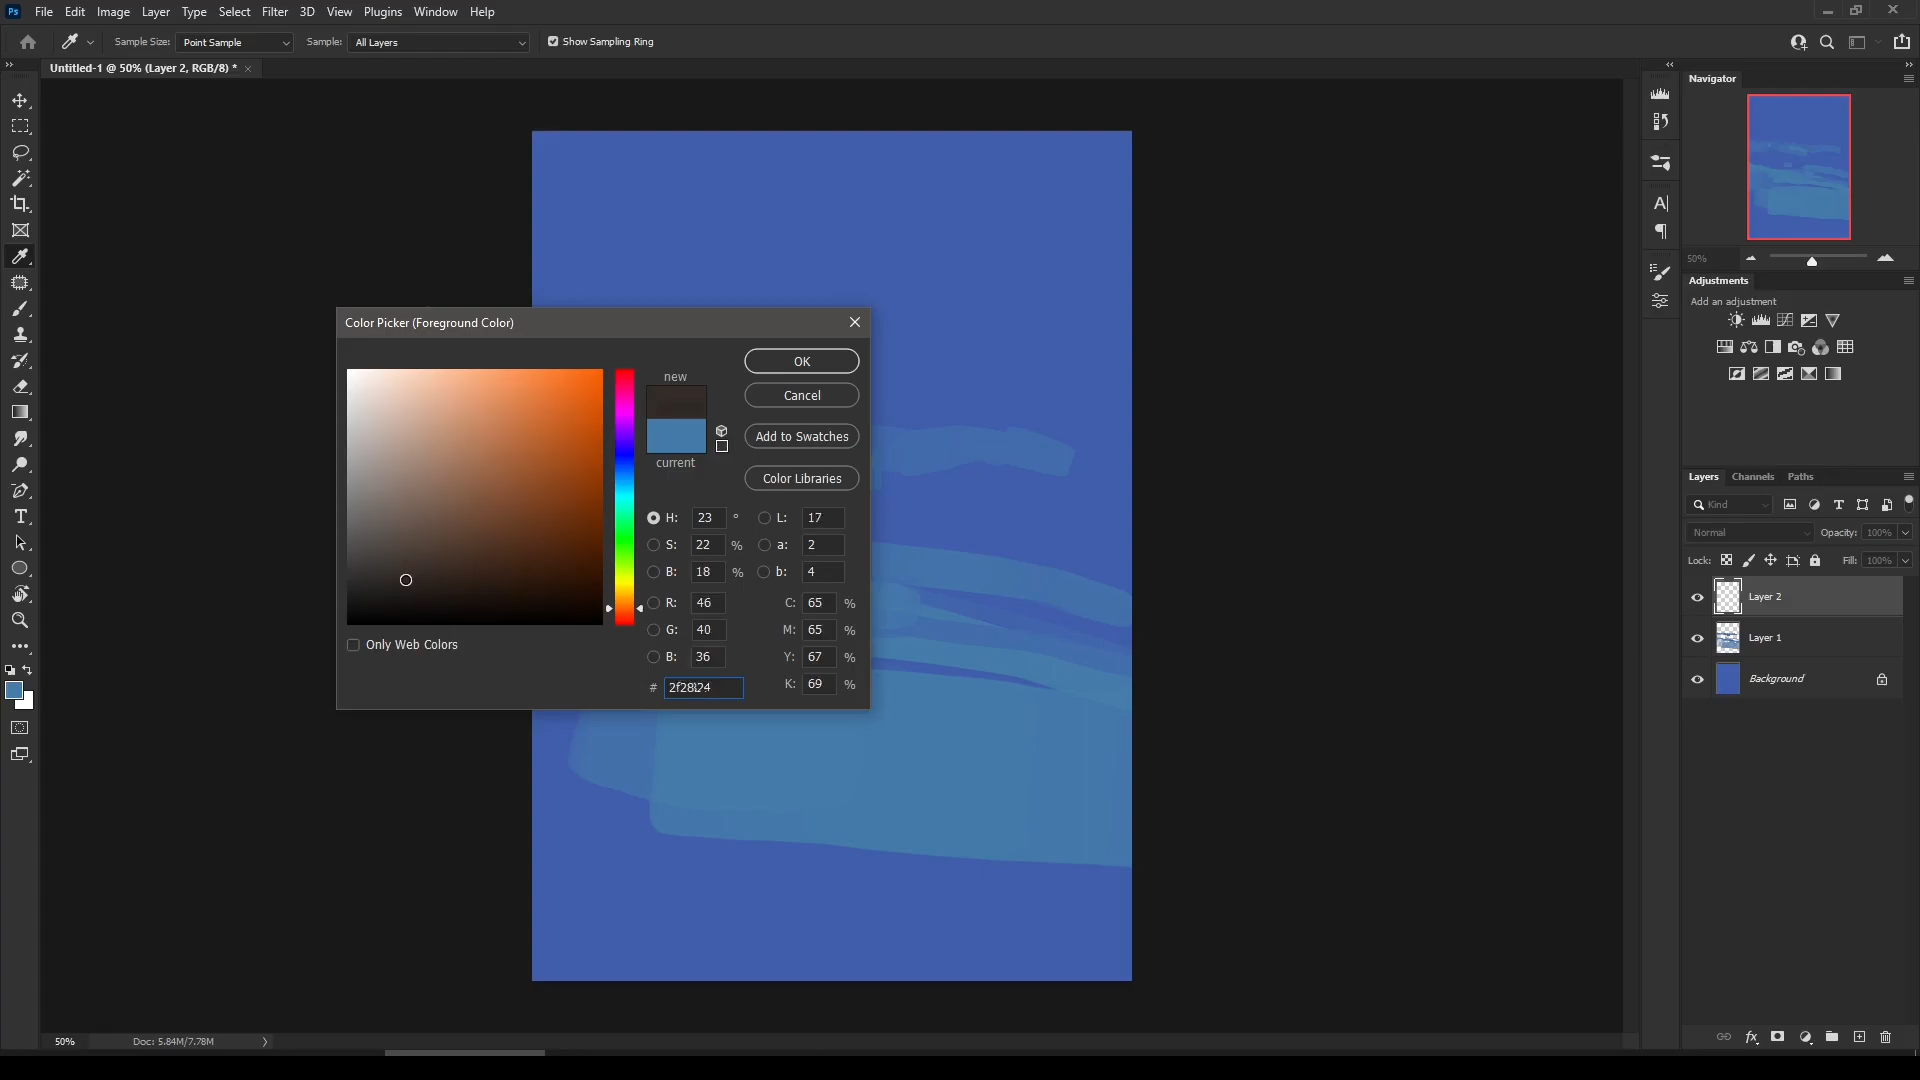 Ps File Edit Image Layer Type Select Filter 3D View Plugins Window Help
Sample Size: Point Sample Sample: All Layers Show Sampling Ring
Untitled-1 @ 50% (Layer 2, RGB/8) *
Navigator
50%
Adjustments
Add an adjustment
Color Picker (Foreground Color)
OK
new
Cancel
Add to Swatches
current
Color Libraries
H: 23 ° L: 17
S: 22 % a: 2
B: 18 % b: 4
R: 46 C: 65 %
G: 40 M: 65 %
Only Web Colors
B: 36 Y: 67 %
# 2f2824 K: 69 %
Layers Channels Paths
Kind
Normal Opacity: 100%
Lock: Fill: 100%
Layer 2
Layer 1
Background
50% Doc: 5.84M/7.78M